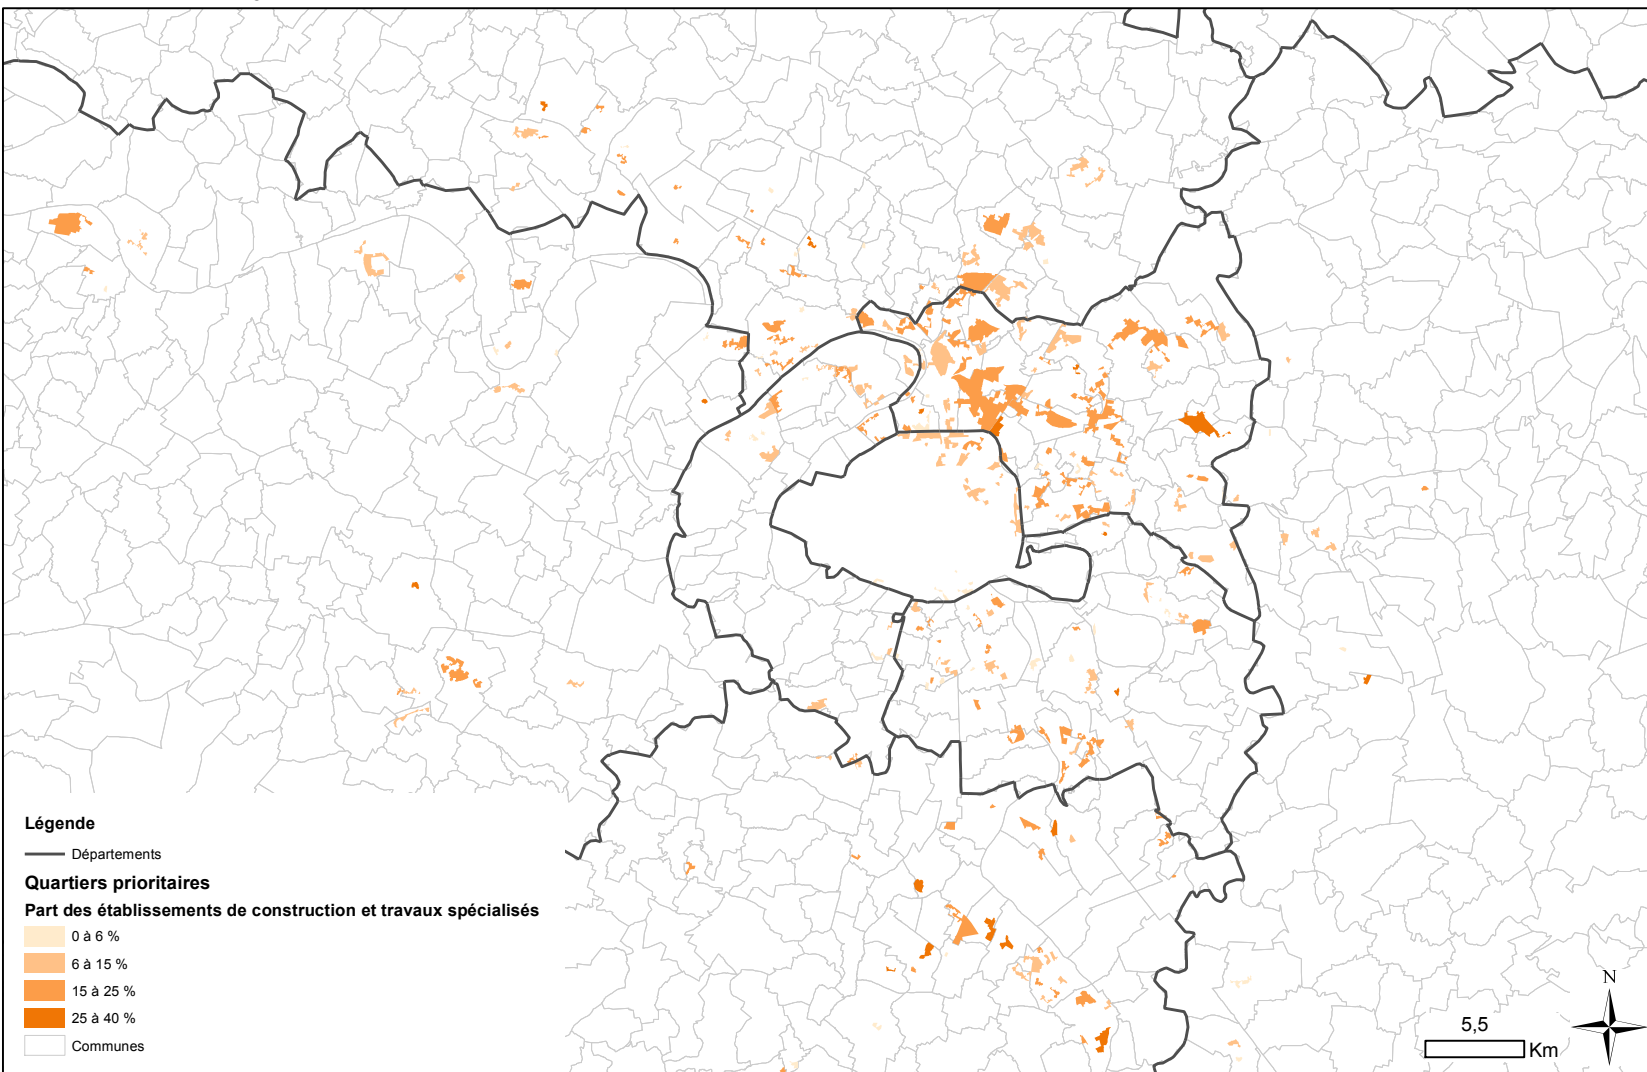 Légende
Départements
Quartiers prioritaires
Part des établissements de construction et travaux spécialisés
0 à 6 %
6 à 15 %
15 à 25 %
25 à 40 %
Communes
N
5,5
Km